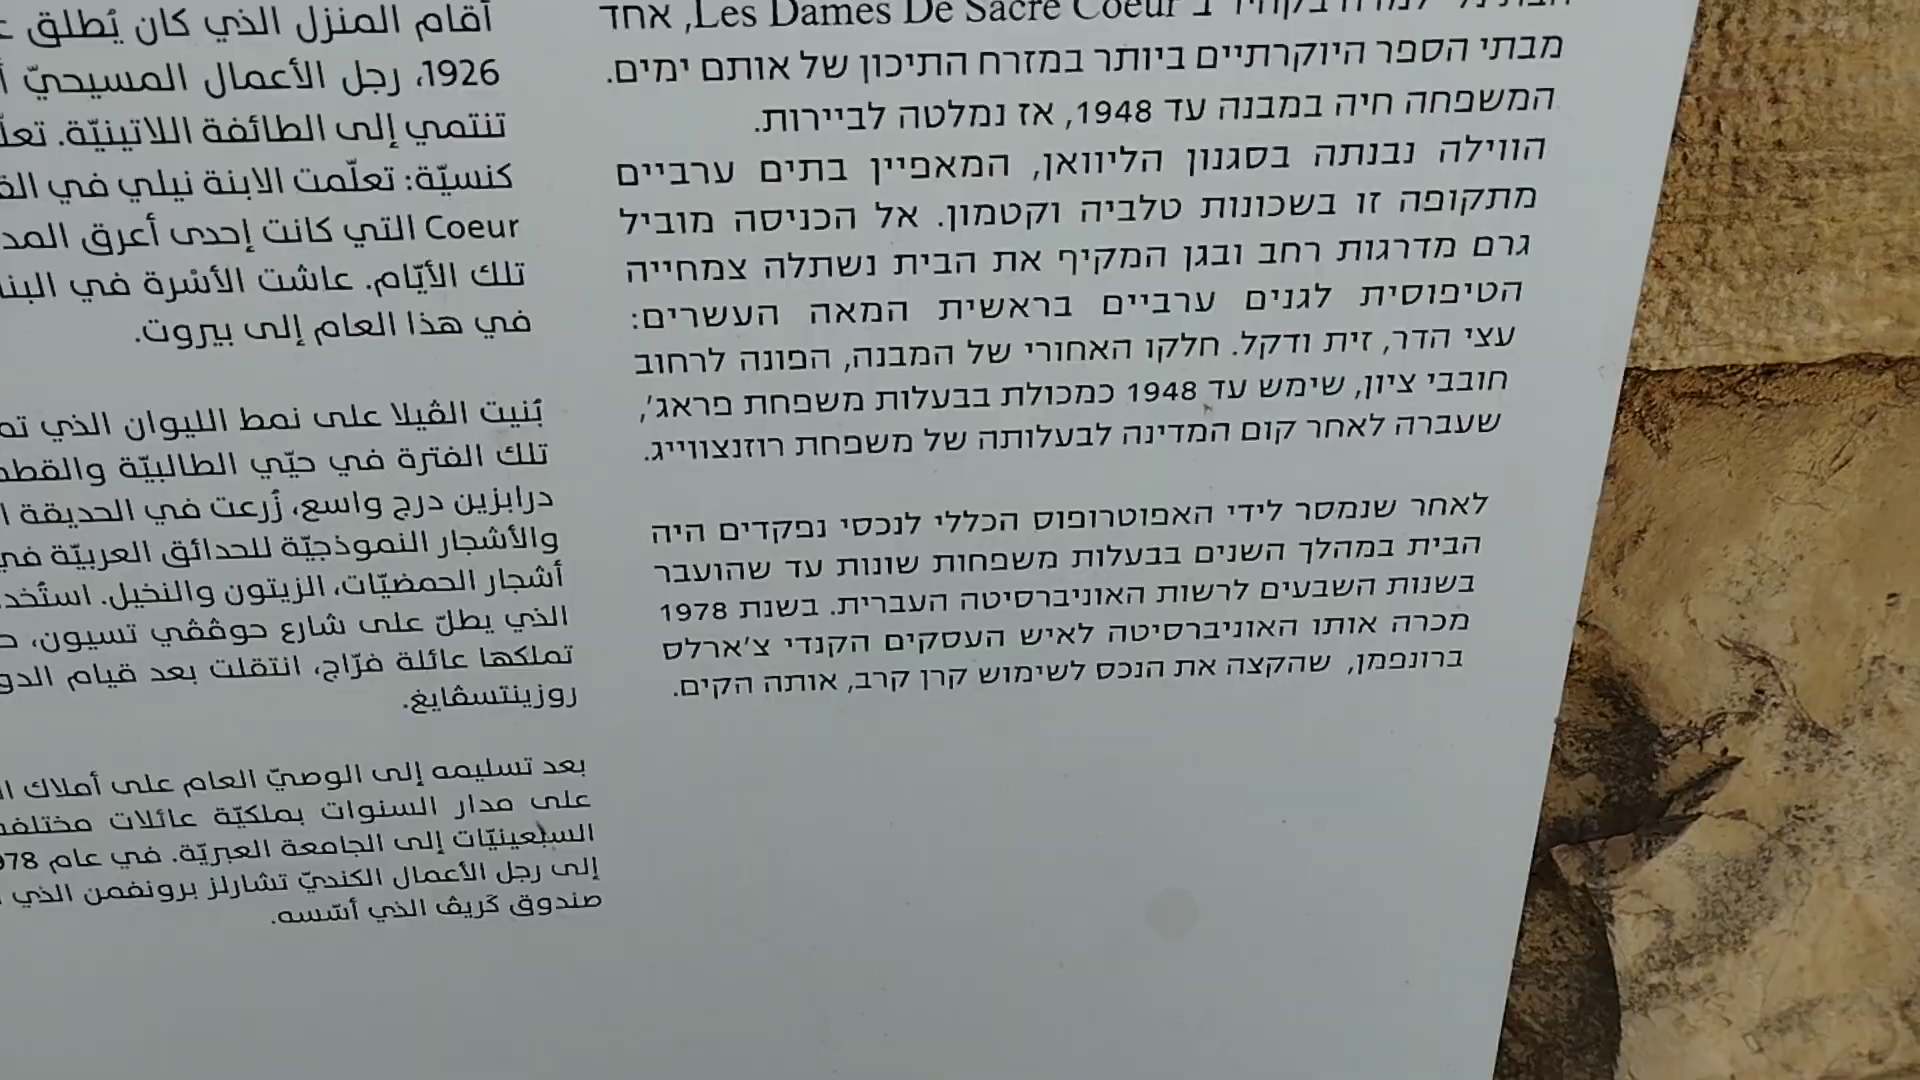 Les Dames De Sacre Coeur, אחד
מבתי הספר היוקרתיים ביותר במזרח התיכון של אותם ימים.
המשפחה חיה במבנה עד 1948, אז נמלטה לביירות.
הווילה נבנתה בסגנון הליוואן, המאפיין בתים ערביים
מתקופה זו בשכונות טלביה וקטמון. אל הכניסה מוביל
גרם מדרגות רחב ובגן המקיף את הבית נשתלה צמחייה
הטיפוסית לגנים ערביים בראשית המאה העשרים:
עצי הדר, זית ודקל. חלקו האחורי של המבנה, הפונה לרחוב
חובבי ציון, שימש עד 1948 כמכולת בבעלות משפחת פראג',
שעברה לאחר קום המדינה לבעלותה של משפחת רוזנצווייג.
לאחר שנמסר לידי האפוטרופוס הכללי לנכסי נפקדים היה
הבית במהלך השנים בבעלות משפחות שונות עד שהועבר
בשנות השבעים לרשות האוניברסיטה העברית. בשנת 1978
מכרה אותו האוניברסיטה לאיש העסקים הקנדי צ'ארלס
ברונפמן, שהקצה את הנכס לשימוש קרן קרב, אותה הקים.
أقام المنزل الذي كان يُطلق
1926، رجل الأعمال المسيحيّ
تنتمي إلى الطائفة اللاتينيّة.
كنسيّة: تعلّمت الابنة نيلي في
Coeur التي كانت إحدى أعرق
تلك الأيّام. عاشت الأسْرة في
في هذا العام إلى بيروت.
بُنيت الڤيلا على نمط الليوان الذي
تلك الفترة في حيّي الطالبيّة
درابزين درج واسع، زُرعت في الحديقة
والأشجار النموذجيّة للحدائق العربيّة
أشجار الحمضيّات، الزيتون والنخيل.
الذي يطلّ على شارع حوڤڤي تسيون،
تملكها عائلة فرّاج، انتقلت بعد قيام
روزينتسڤايغ.
بعد تسليمه إلى الوصيّ العام على أملاك
على مدار السنوات بملكيّة عائلات
السبعينيّات إلى الجامعة العبريّة. في عام
إلى رجل الأعمال الكنديّ تشارلز برونفمن الذي
صندوق كَريڤ الذي أسّسه.